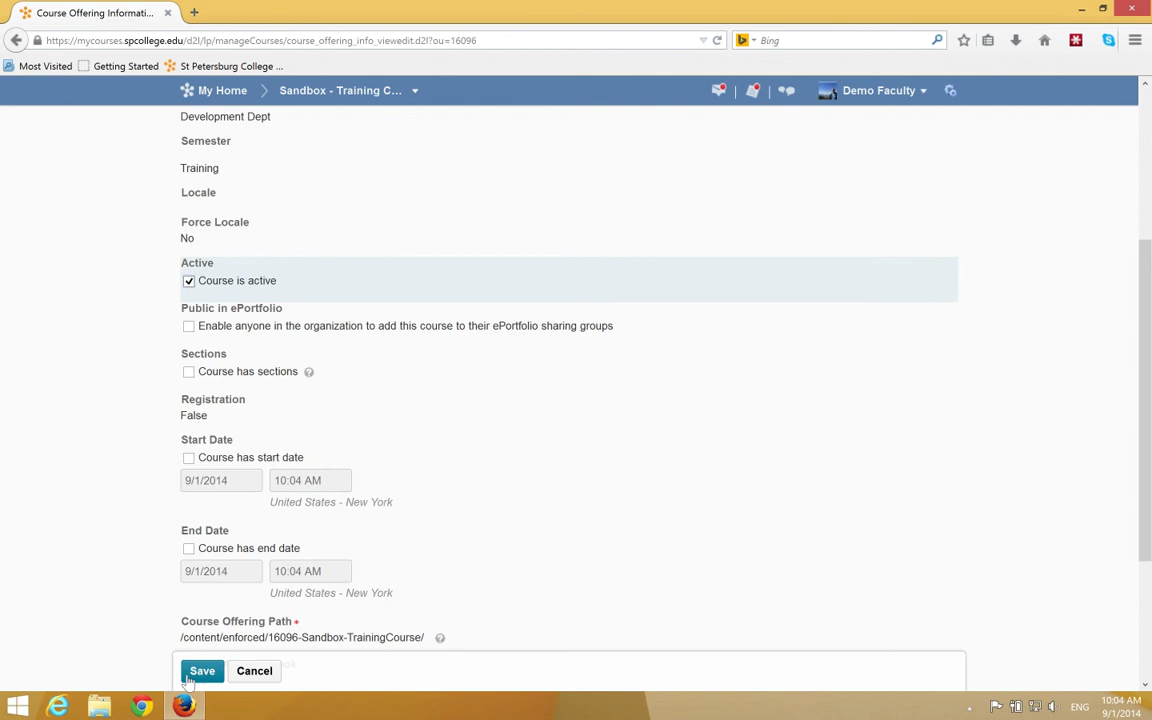 Course Offering Informati...
https://mycourses.spcollege.edu/d2l/lp/manageCourses/course_offering_info_viewedit.d2l?ou=16096
Bing
Most Visited
Getting Started
St Petersburg College ...
My Home
Sandbox - Training C...
Demo Faculty
Development Dept
Semester
Training
Locale
Force Locale
No
Active
Course is active
Public in ePortfolio
Enable anyone in the organization to add this course to their ePortfolio sharing groups
Sections
Course has sections
Registration
False
Start Date
Course has start date
9/1/2014 10:04 AM
United States - New York
End Date
Course has end date
9/1/2014 10:04 AM
United States - New York
Course Offering Path *
/content/enforced/16096-Sandbox-TrainingCourse/
Save Cancel
ENG
10:04 AM
9/1/2014